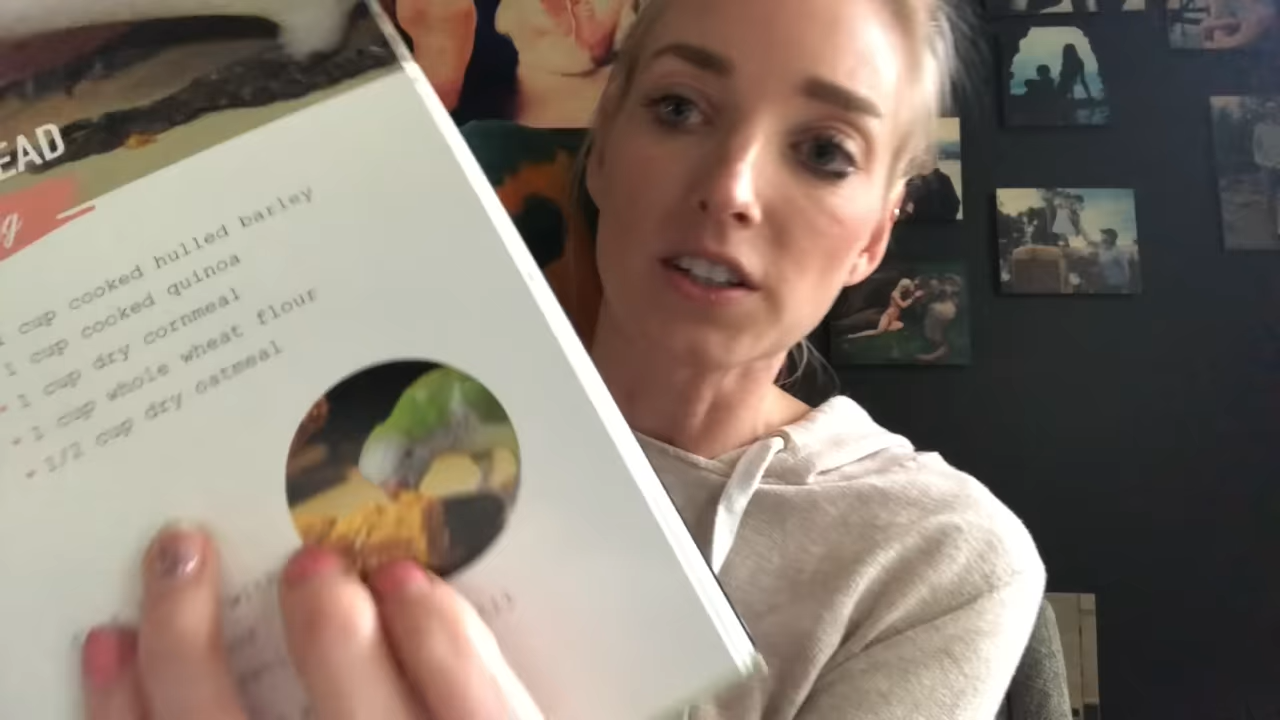 EAD
g
1 cup cooked hulled barley
1 cup cooked quinoa
1 cup dry cornmeal
1 cup whole wheat flour
1/2 cup dry oatmeal